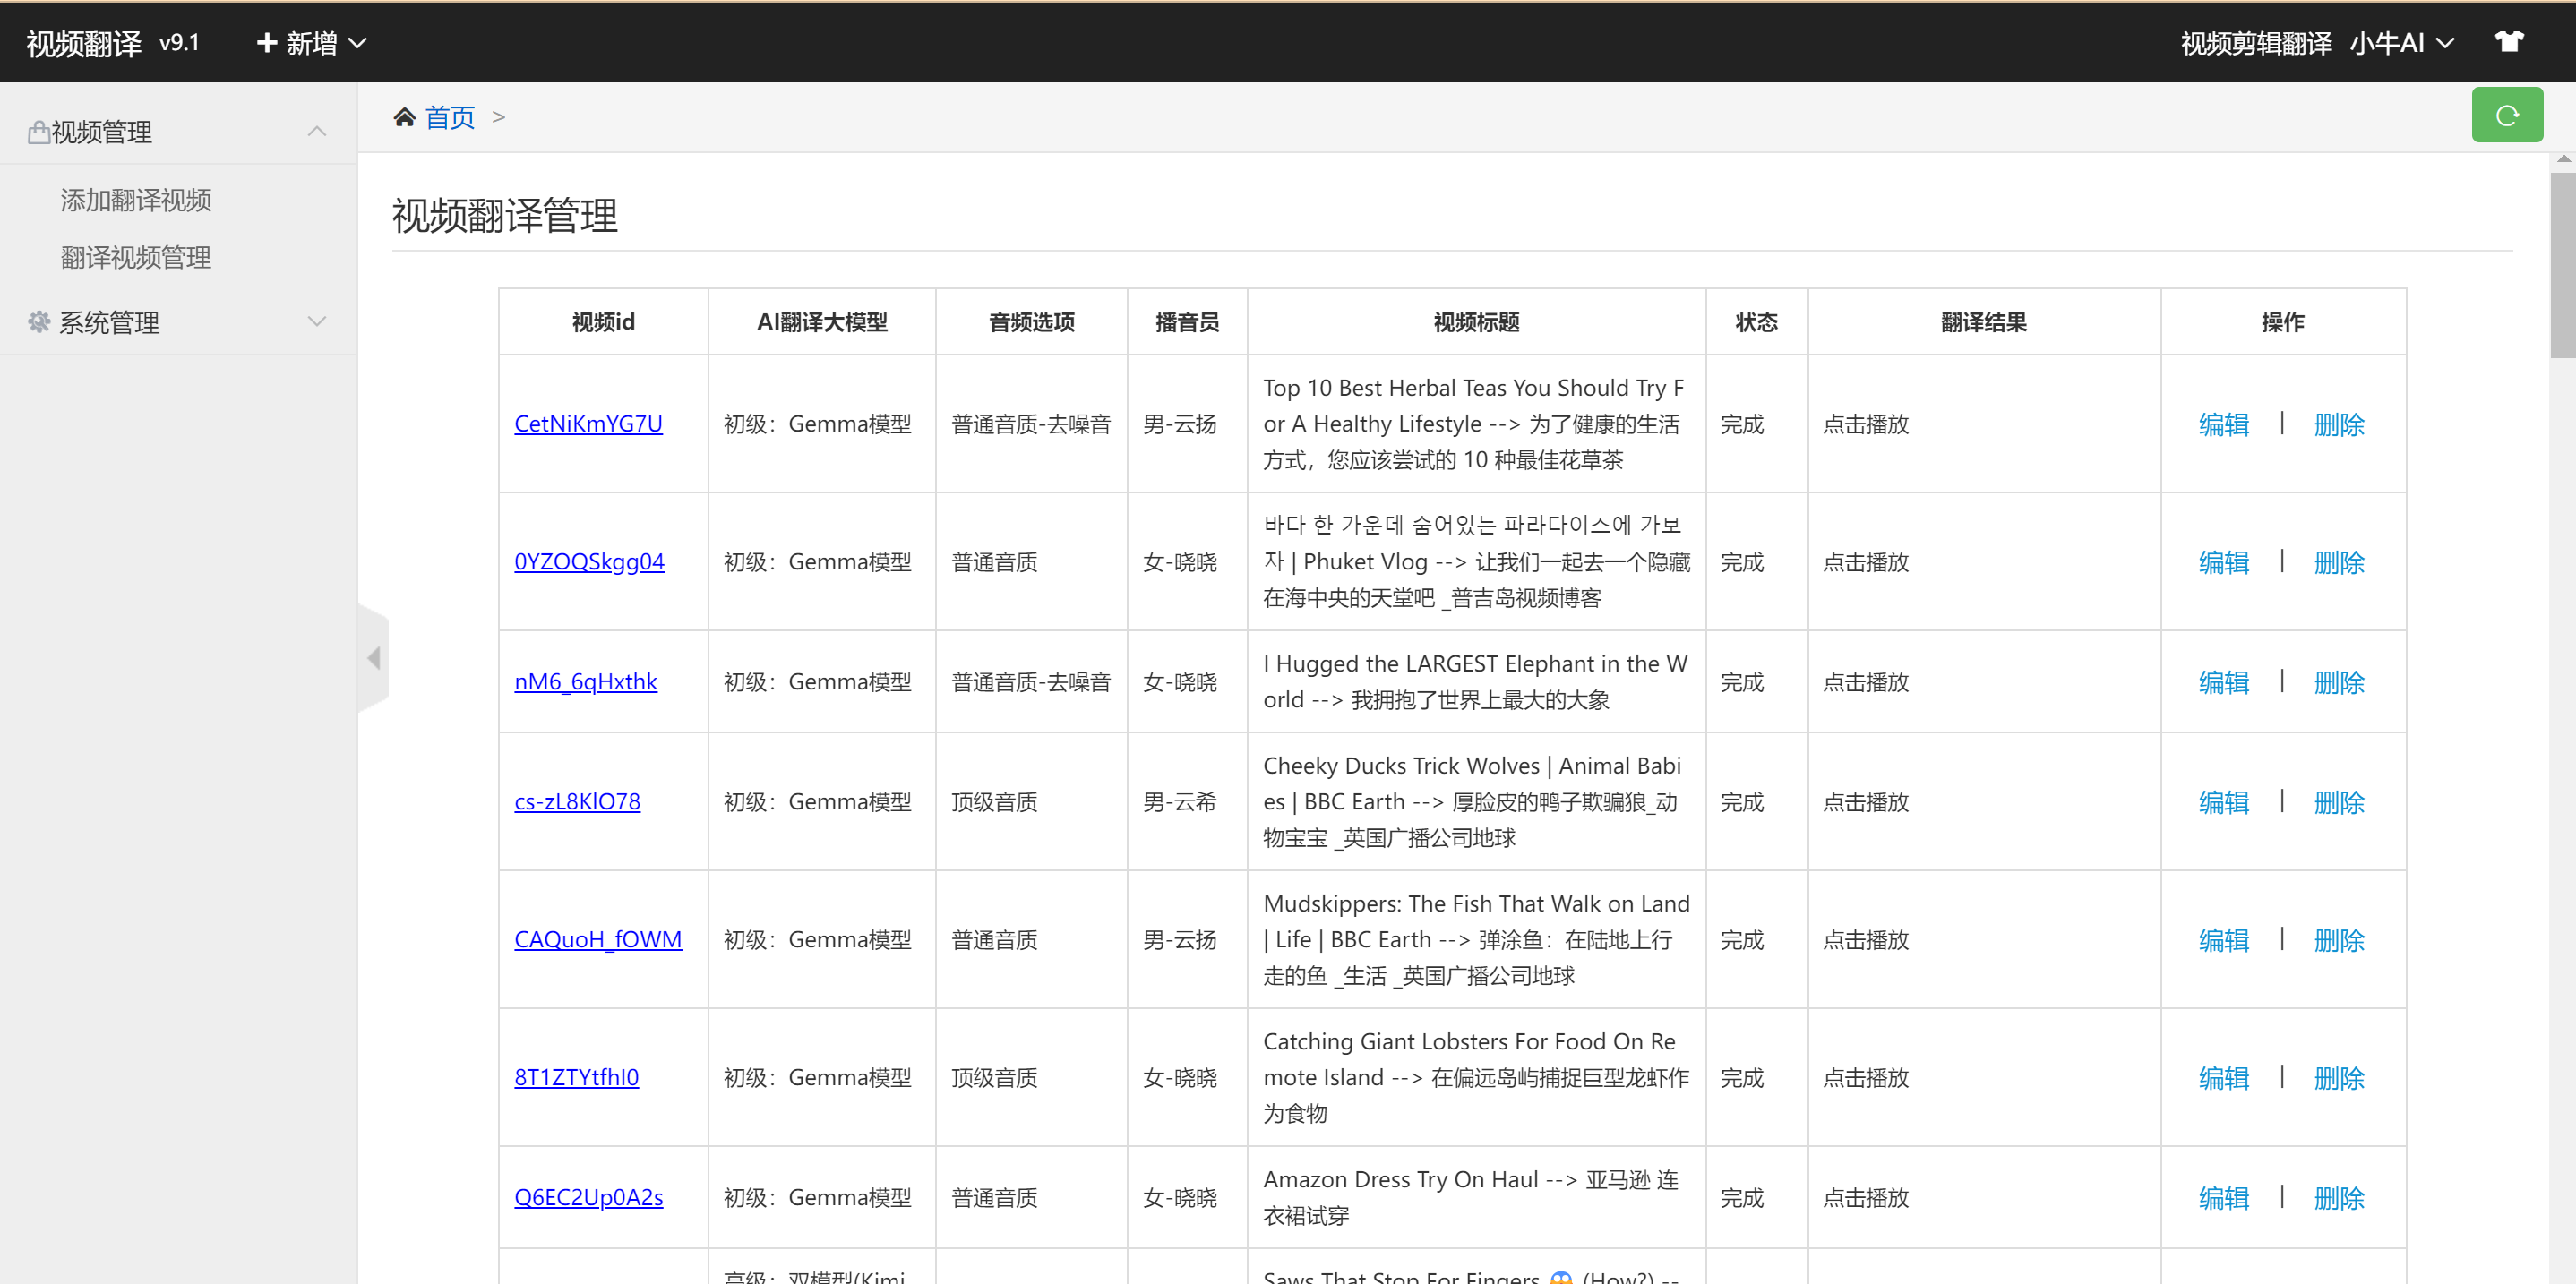 视频翻译 v9.1 新增 视频剪辑翻译 小牛AI
视频管理
添加翻译视频
翻译视频管理
系统管理
首页 >
视频翻译管理
视频id AI翻译大模型 音频选项 播音员 视频标题 状态 翻译结果 操作
CetNiKmYG7U 初级：Gemma模型 普通音质-去噪音 男-云扬
Top 10 Best Herbal Teas You Should Try F
or A Healthy Lifestyle --> 为了健康的生活
方式，您应该尝试的 10 种最佳花草茶
完成 点击播放 编辑 | 删除
0YZOQSkgg04 初级：Gemma模型 普通音质 女-晓晓
바다 한 가운데 숨어있는 파라다이스에 가보
자 | Phuket Vlog --> 让我们一起去一个隐藏
在海中央的天堂吧 _普吉岛视频博客
完成 点击播放 编辑 | 删除
nM6_6qHxthk 初级：Gemma模型 普通音质-去噪音 女-晓晓
I Hugged the LARGEST Elephant in the W
orld --> 我拥抱了世界上最大的大象
完成 点击播放 编辑 | 删除
cs-zL8KlO78 初级：Gemma模型 顶级音质 男-云希
Cheeky Ducks Trick Wolves | Animal Babi
es | BBC Earth --> 厚脸皮的鸭子欺骗狼_动
物宝宝 _英国广播公司地球
完成 点击播放 编辑 | 删除
CAQuoH_fOWM 初级：Gemma模型 普通音质 男-云扬
Mudskippers: The Fish That Walk on Land
| Life | BBC Earth --> 弹涂鱼：在陆地上行
走的鱼 _生活 _英国广播公司地球
完成 点击播放 编辑 | 删除
8T1ZTYtfhI0 初级：Gemma模型 顶级音质 女-晓晓
Catching Giant Lobsters For Food On Re
mote Island --> 在偏远岛屿捕捉巨型龙虾作
为食物
完成 点击播放 编辑 | 删除
Q6EC2Up0A2s 初级：Gemma模型 普通音质 女-晓晓
Amazon Dress Try On Haul --> 亚马逊 连
衣裙试穿
完成 点击播放 编辑 | 删除
高级：双模型(Kimi
Saws That Stop For Fingers 😱 (How?) --